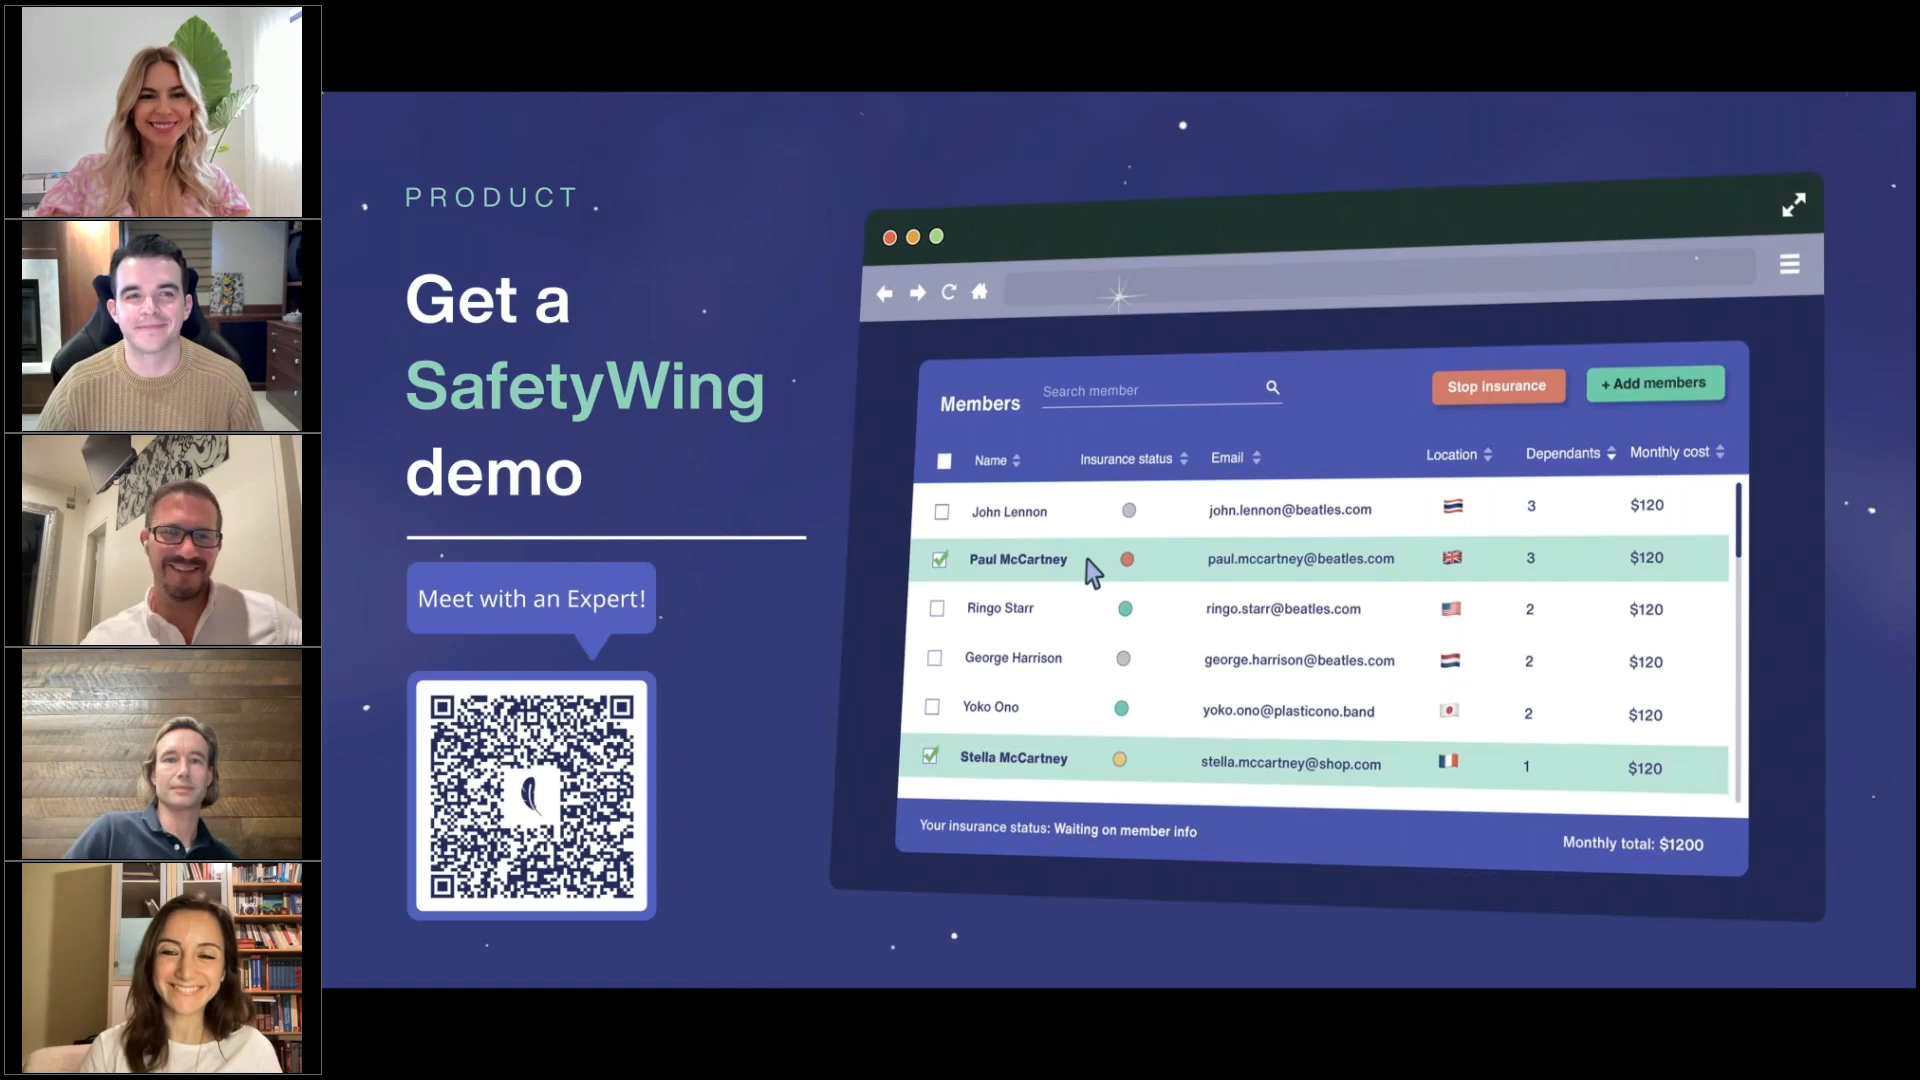 PRODUCT
Get a
SafetyWing
demo
Meet with an Expert!
Members
Search member
Stop insurance
+ Add members
Name Insurance status Email Location Dependants Monthly cost
John Lennon john.lennon@beatles.com 3 $120
Paul McCartney paul.mccartney@beatles.com 3 $120
Ringo Starr ringo.starr@beatles.com 2 $120
George Harrison george.harrison@beatles.com 2 $120
Yoko Ono yoko.ono@plasticono.band 2 $120
Stella McCartney stella.mccartney@shop.com 1 $120
Your insurance status: Waiting on member info
Monthly total: $1200